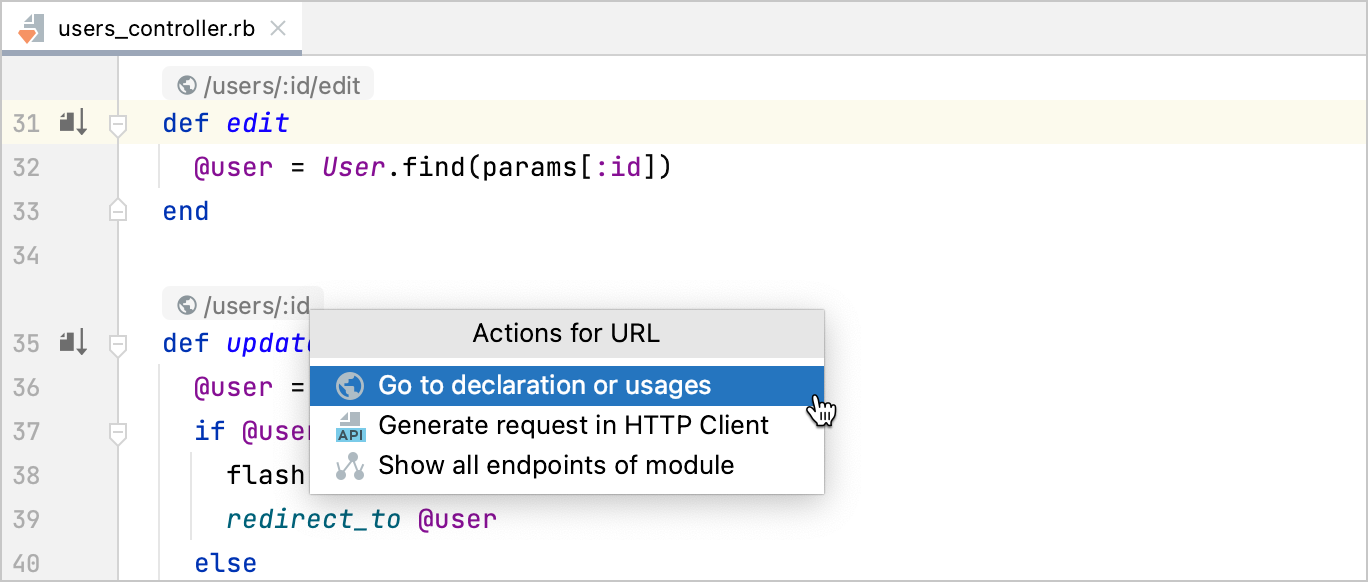 users_controller.rb
/users/:id/edit
31 def edit
32 @user = User.find(params[:id])
33 end
34
/users/:id
Actions for URL
35 def updat
Go to declaration or usages
36 @user =
API Generate request in HTTP Client
37 if @use
Show all endpoints of module
38 flash
39 redirect_to @user
40 else